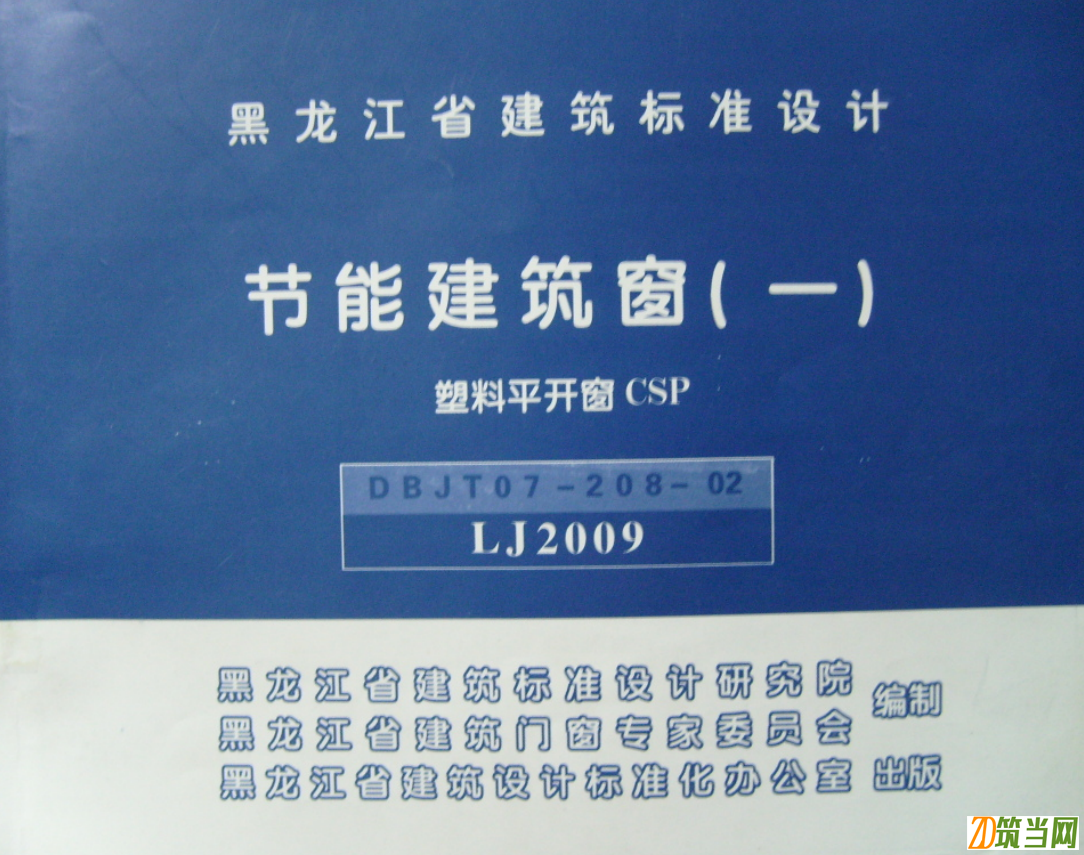 黑龙江省建筑标准设计
节能建筑窗(一)
塑料平开窗 CSP
DBJT07-208-02
LJ2009
黑龙江省建筑标准设计研究院
黑龙江省建筑门窗专家委员会 编制
黑龙江省建筑设计标准化办公室 出版
ZD筑当网